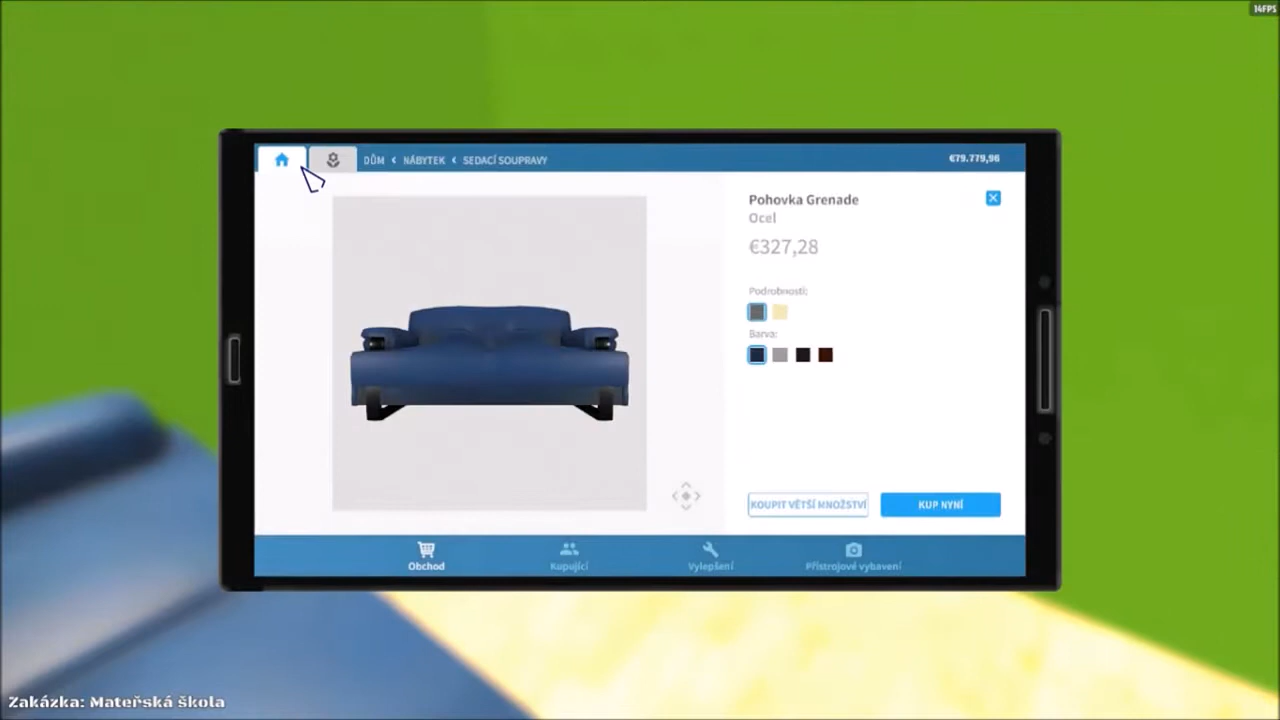 14FPS
DŮM < NÁBYTEK < SEDACÍ SOUPRAVY
€79.779,96
Pohovka Grenade
Ocel
€327,28
Podrobnosti:
Barva:
KOUPIT VĚTŠÍ MNOŽSTVÍ
KUP NYNÍ
Obchod
Kupující
Vylepšení
Přístrojové vybavení
Zakázka: Mateřská škola